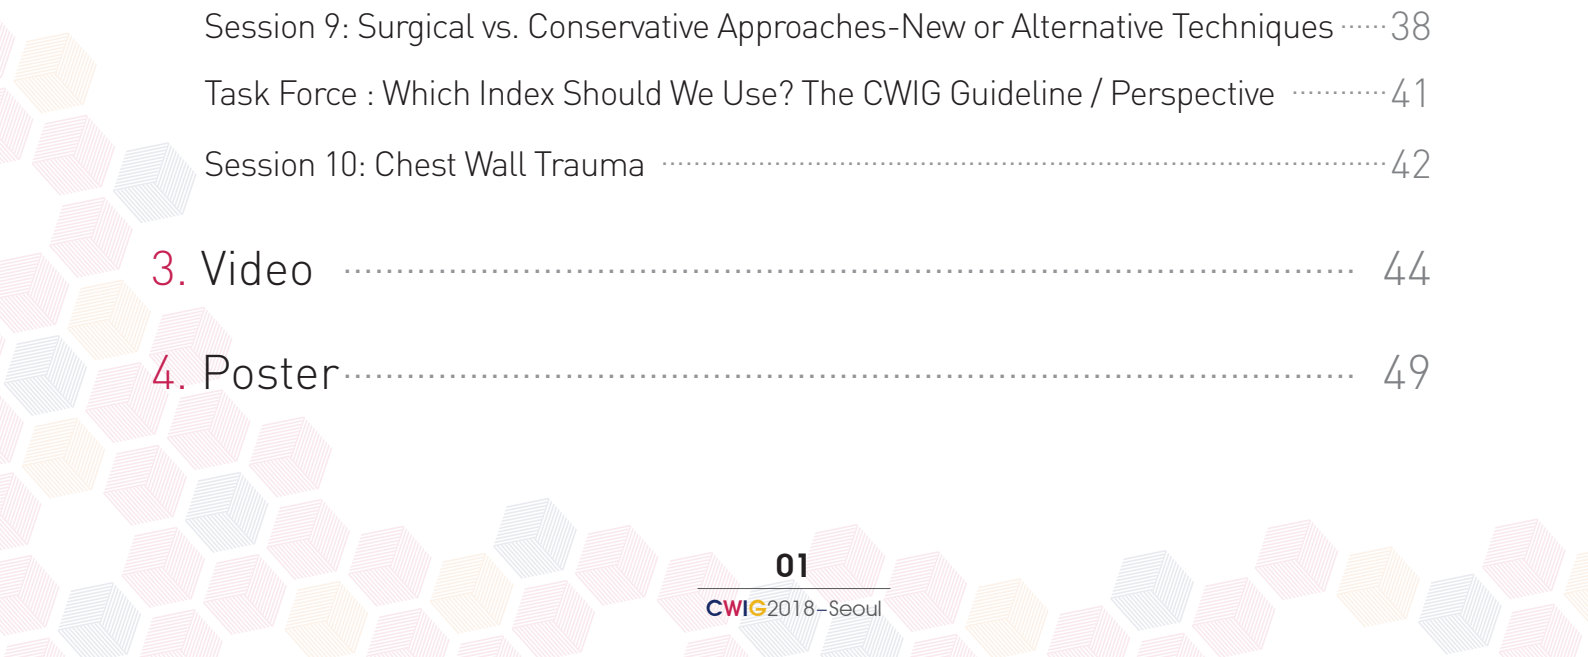 Session 9: Surgical vs. Conservative Approaches-New or Alternative Techniques ······ 38
Task Force : Which Index Should We Use? The CWIG Guideline / Perspective ············ 41
Session 10: Chest Wall Trauma ························ 42
3. Video ························ 44
4. Poster ························ 49
01
CWIG2018–Seoul